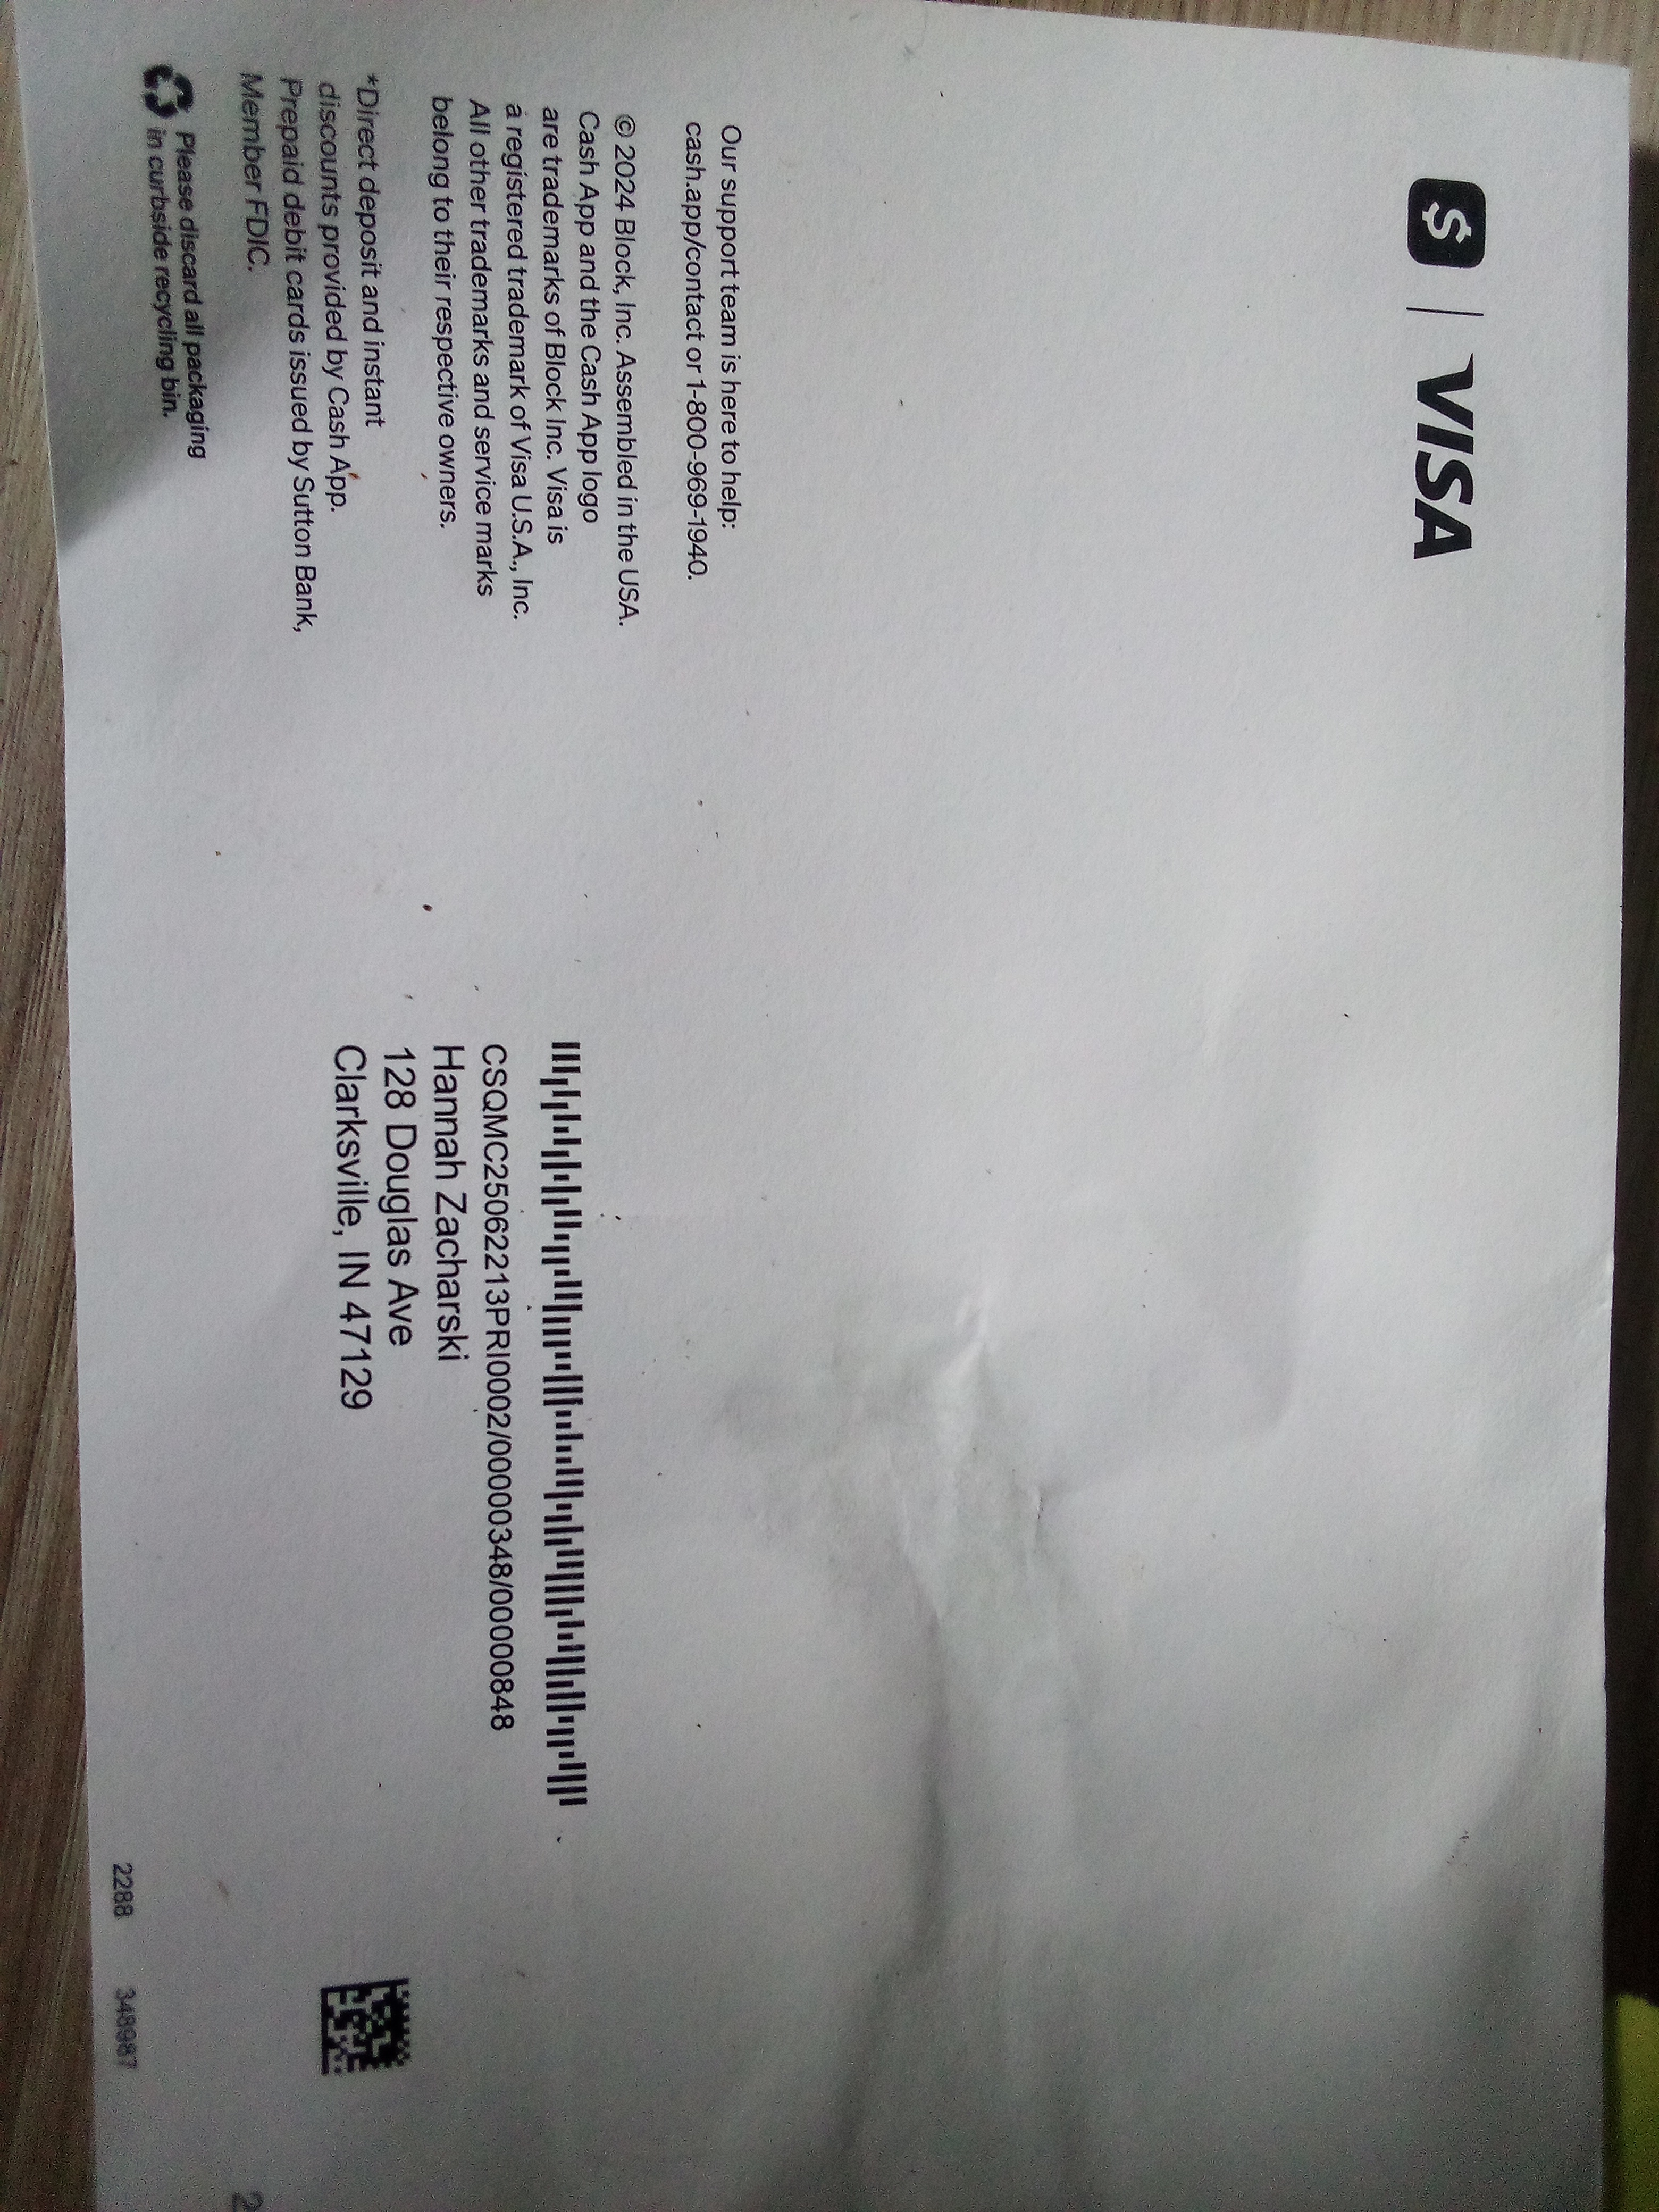 $ | VISA
Our support team is here to help:
cash.app/contact or 1-800-969-1940.
© 2024 Block, Inc. Assembled in the USA.
Cash App and the Cash App logo
are trademarks of Block Inc. Visa is
a registered trademark of Visa U.S.A., Inc.
All other trademarks and service marks
belong to their respective owners.
*Direct deposit and instant
discounts provided by Cash App.
Prepaid debit cards issued by Sutton Bank,
Member FDIC.
Please discard all packaging
in curbside recycling bin.
CSQMC25062213PRI0002/0000348/0000848
Hannah Zacharski
128 Douglas Ave
Clarksville, IN 47129
2288 348987
2